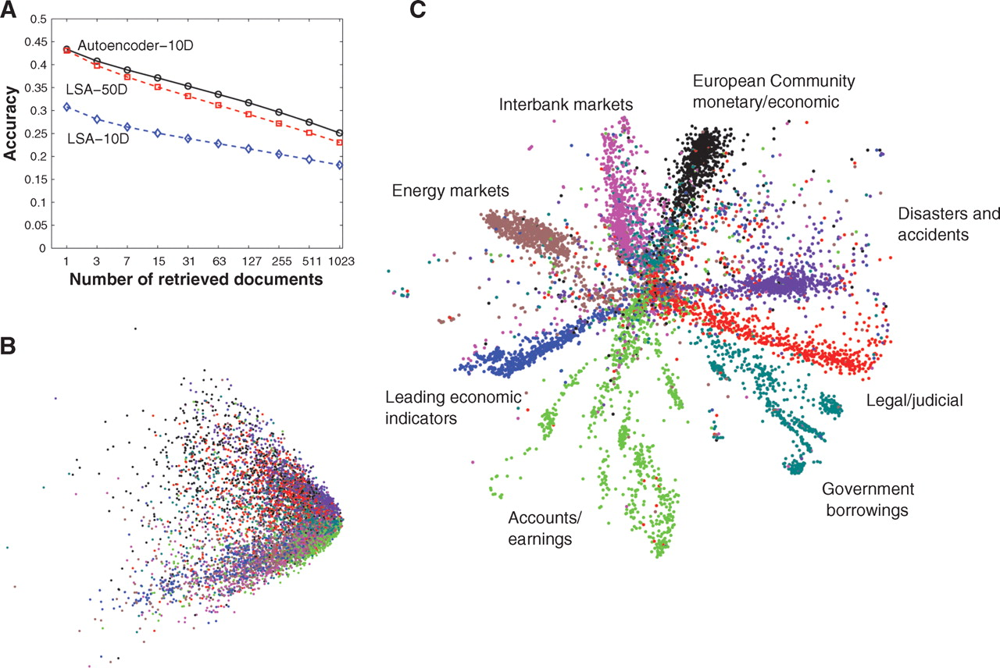 A
0.5
0.45
0.4
0.35
0.3
0.25
0.2
0.15
0.1
0.05
0
Accuracy
Autoencoder−10D
LSA−50D
LSA−10D
1 3 7 15 31 63 127 255 511 1023
Number of retrieved documents
B
C
European Community
monetary/economic
Interbank markets
Energy markets
Disasters and
accidents
Leading economic
indicators
Legal/judicial
Government
borrowings
Accounts/
earnings